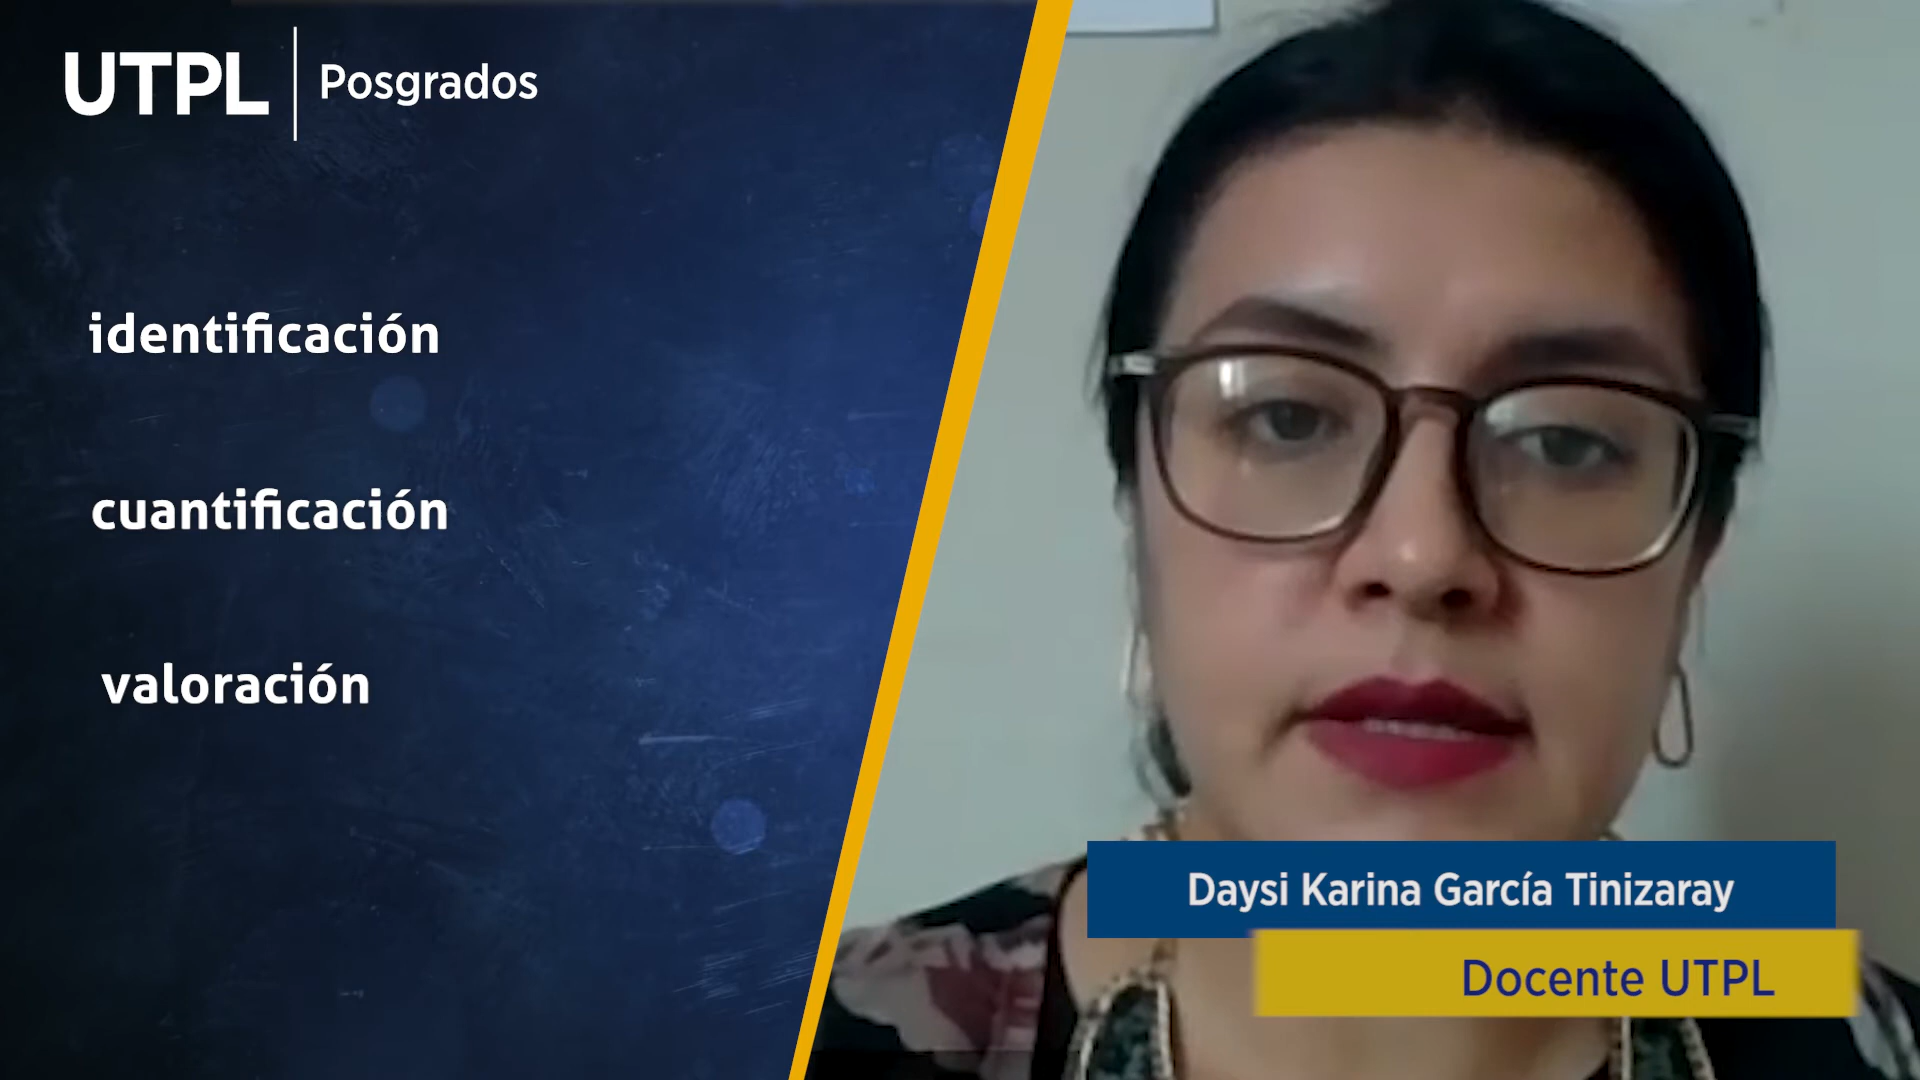 UTPL | Posgrados
identificación
cuantificación
valoración
Daysi Karina García Tinizaray
Docente UTPL